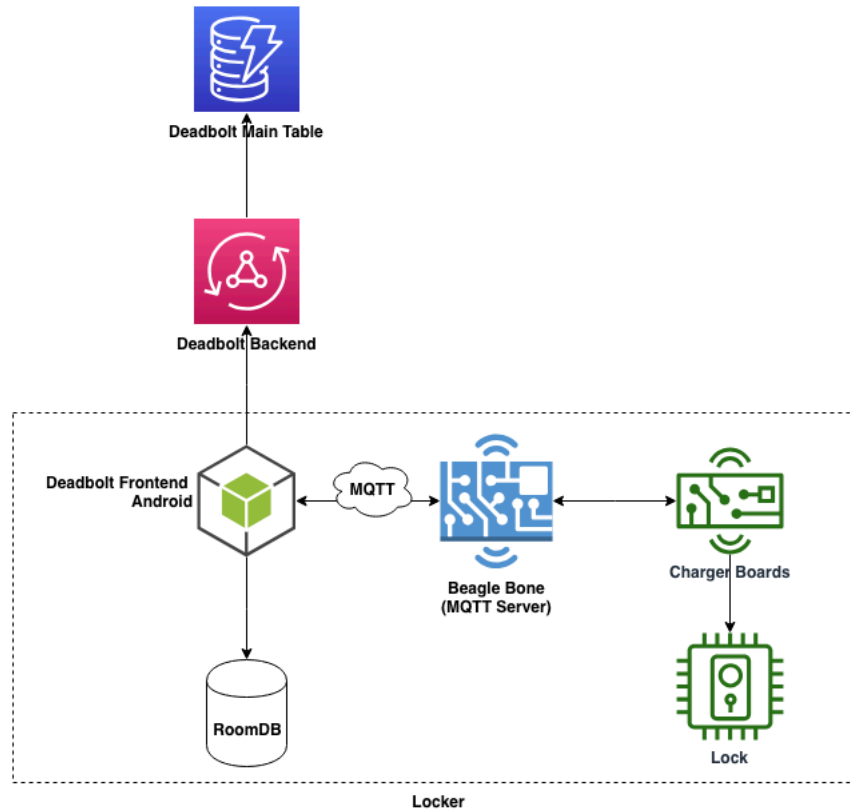 Deadbolt Main Table
Deadbolt Backend
Deadbolt Frontend
Android
MQTT
Beagle Bone
(MQTT Server)
Charger Boards
RoomDB
Lock
Locker